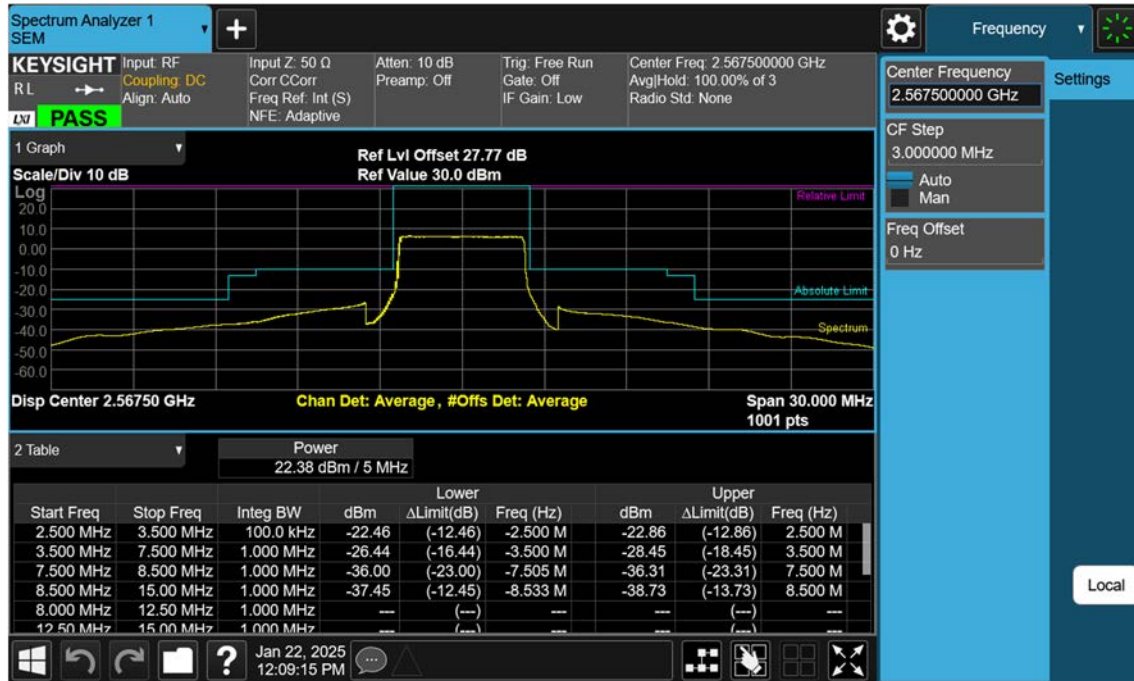 Spectrum Analyzer 1
SEM
Frequency
KEYSIGHT
RL
LXI
PASS
Input: RF
Coupling: DC
Align: Auto
Input Z: 50 Ω
Corr CCorr
Freq Ref: Int (S)
NFE: Adaptive
Atten: 10 dB
Preamp: Off
Trig: Free Run
Gate: Off
IF Gain: Low
Center Freq: 2.567500000 GHz
Avg|Hold: 100.00% of 3
Radio Std: None
Center Frequency
2.567500000 GHz
Settings
CF Step
3.000000 MHz
Auto
Man
Freq Offset
0 Hz
Local
1 Graph
Scale/Div 10 dB
Ref Lvl Offset 27.77 dB
Ref Value 30.0 dBm
Log
20.0
10.0
0.00
-10.0
-20.0
-30.0
-40.0
-50.0
-60.0
Relative Limit
Absolute Limit
Spectrum
Disp Center 2.56750 GHz
Chan Det: Average, #Offs Det: Average
Span 30.000 MHz
1001 pts
2 Table
Power
22.38 dBm / 5 MHz
Lower Upper
Start Freq Stop Freq Integ BW dBm ΔLimit(dB) Freq (Hz) dBm ΔLimit(dB) Freq (Hz)
2.500 MHz 3.500 MHz 100.0 kHz -22.46 (-12.46) -2.500 M -22.86 (-12.86) 2.500 M
3.500 MHz 7.500 MHz 1.000 MHz -26.44 (-16.44) -3.500 M -28.45 (-18.45) 3.500 M
7.500 MHz 8.500 MHz 1.000 MHz -36.00 (-23.00) -7.505 M -36.31 (-23.31) 7.500 M
8.500 MHz 15.00 MHz 1.000 MHz -37.45 (-12.45) -8.533 M -38.73 (-13.73) 8.500 M
8.000 MHz 12.50 MHz 1.000 MHz --- (---) --- --- (---) ---
12.50 MHz 15.00 MHz 1.000 MHz --- (---) --- --- (---) ---
?
Jan 22, 2025
12:09:15 PM